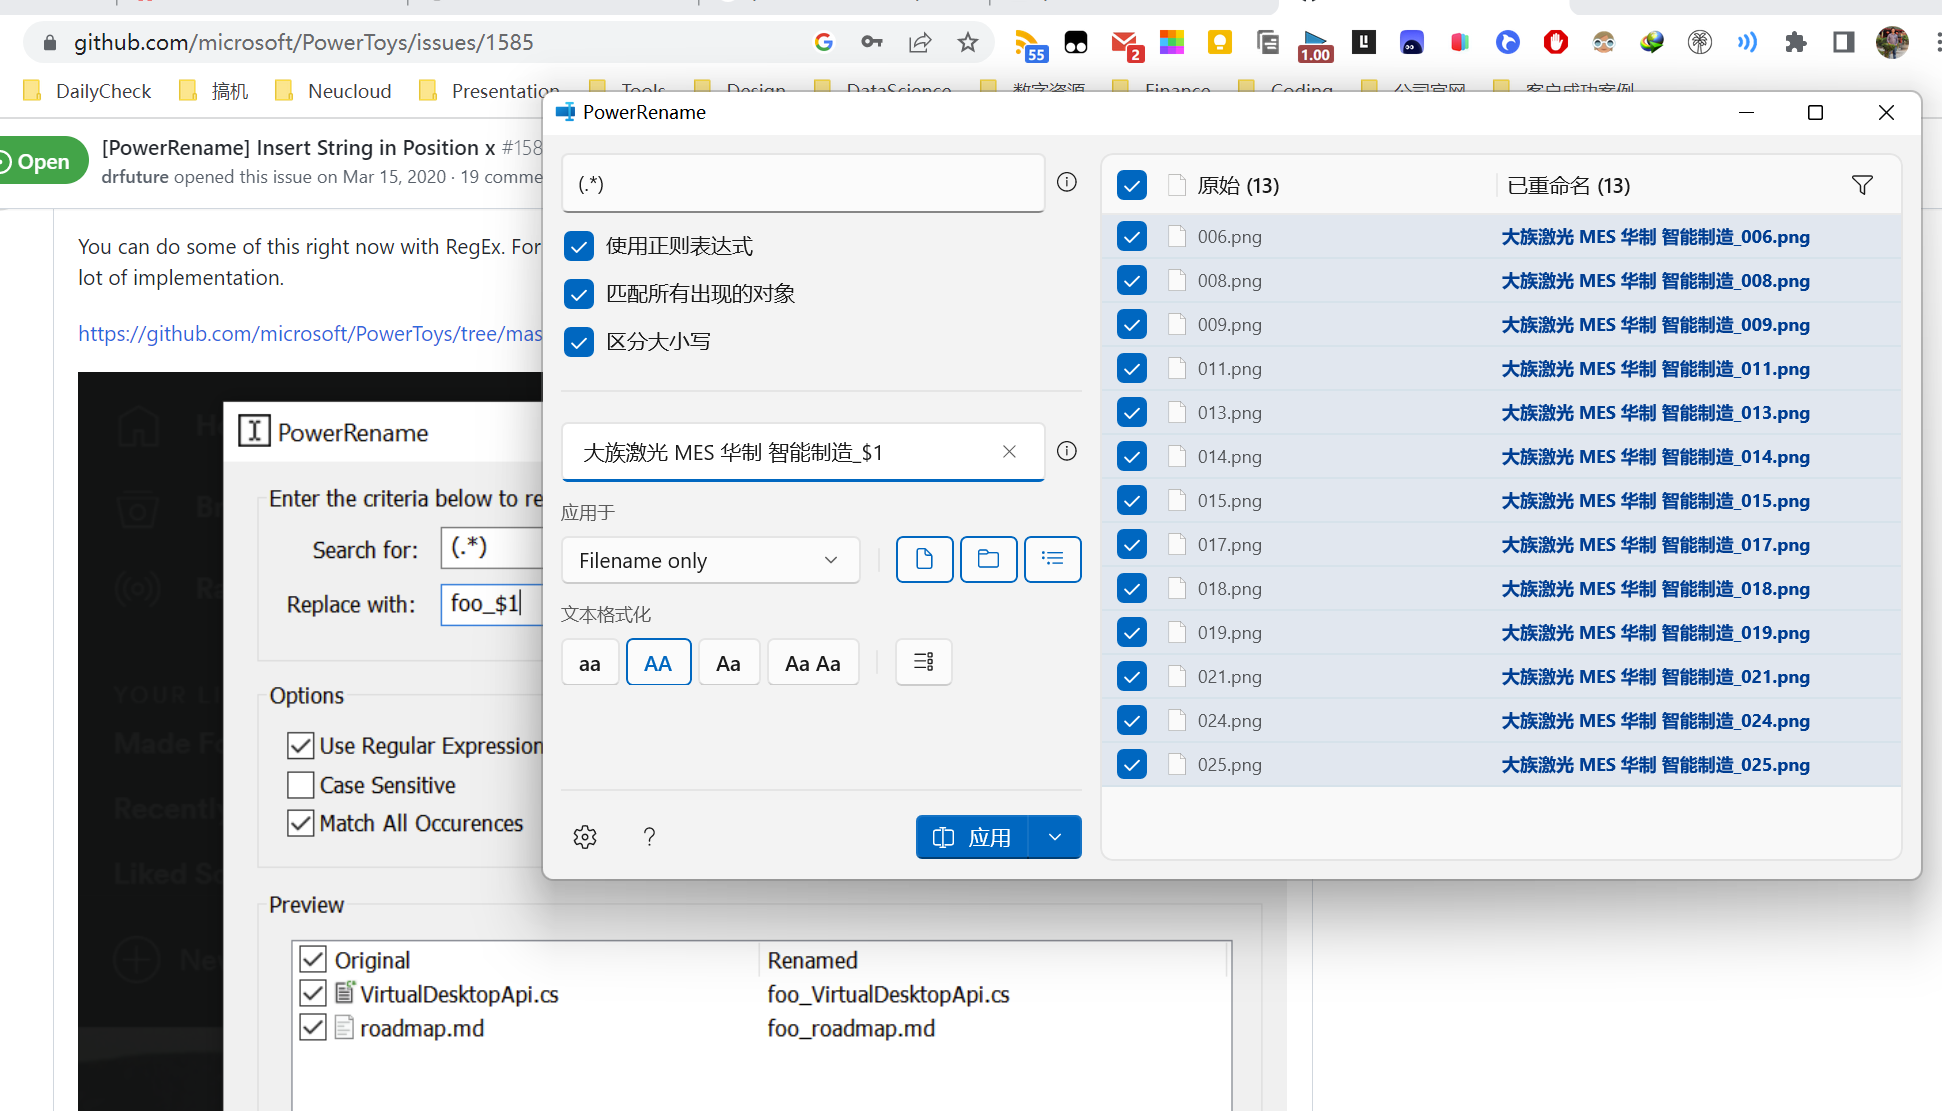 github.com/microsoft/PowerToys/issues/1585
55
2
1.00
DailyCheck
搞机
Neucloud
Presentation
Tools
Design
DataScience
数字资源
Finance
Coding
公司官网
客户成功案例
Open
[PowerRename] Insert String in Position x #158
drfuture opened this issue on Mar 15, 2020 · 19 comme
You can do some of this right now with RegEx. For
lot of implementation.
https://github.com/microsoft/PowerToys/tree/mas
PowerRename
Enter the criteria below to re
Search for: (.*)
Replace with: foo_$1
Options
Use Regular Expression
Case Sensitive
Match All Occurences
Preview
Original Renamed
VirtualDesktopApi.cs foo_VirtualDesktopApi.cs
roadmap.md foo_roadmap.md
YOUR LI
Made Fo
Recently
Liked So
New
PowerRename
(.*)
使用正则表达式
匹配所有出现的对象
区分大小写
大族激光 MES 华制 智能制造_$1
应用于
Filename only
文本格式化
aa AA Aa Aa Aa
?
应用
原始 (13) 已重命名 (13)
006.png 大族激光 MES 华制 智能制造_006.png
008.png 大族激光 MES 华制 智能制造_008.png
009.png 大族激光 MES 华制 智能制造_009.png
011.png 大族激光 MES 华制 智能制造_011.png
013.png 大族激光 MES 华制 智能制造_013.png
014.png 大族激光 MES 华制 智能制造_014.png
015.png 大族激光 MES 华制 智能制造_015.png
017.png 大族激光 MES 华制 智能制造_017.png
018.png 大族激光 MES 华制 智能制造_018.png
019.png 大族激光 MES 华制 智能制造_019.png
021.png 大族激光 MES 华制 智能制造_021.png
024.png 大族激光 MES 华制 智能制造_024.png
025.png 大族激光 MES 华制 智能制造_025.png